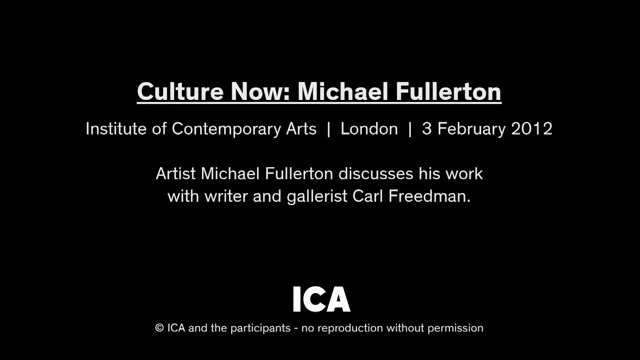 Culture Now: Michael Fullerton
Institute of Contemporary Arts | London | 3 February 2012
Artist Michael Fullerton discusses his work
with writer and gallerist Carl Freedman.
ICA
© ICA and the participants - no reproduction without permission